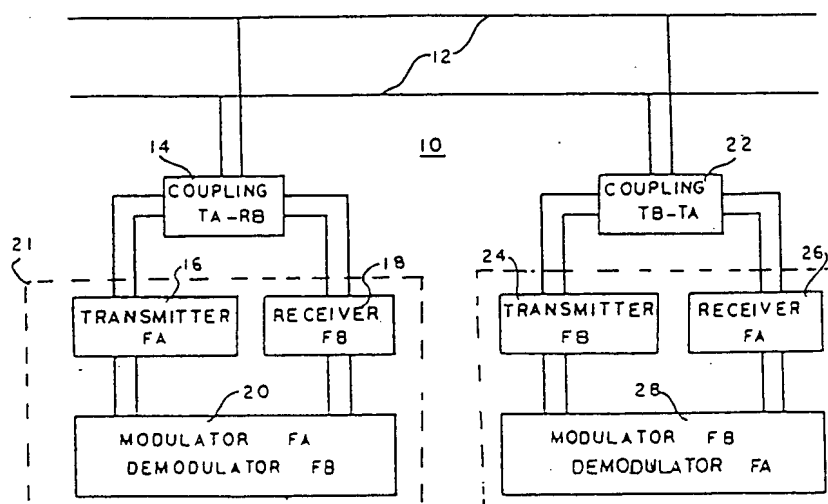 12
14
10
22
COUPLING
TA-RB
COUPLING
TB-TA
21
16
18
24
26
TRANSMITTER
FA
RECEIVER
FB
TRANSMITTER
FB
RECEIVER
FA
20
28
MODULATOR FA
DEMODULATOR FB
MODULATOR FB
DEMODULATOR FA